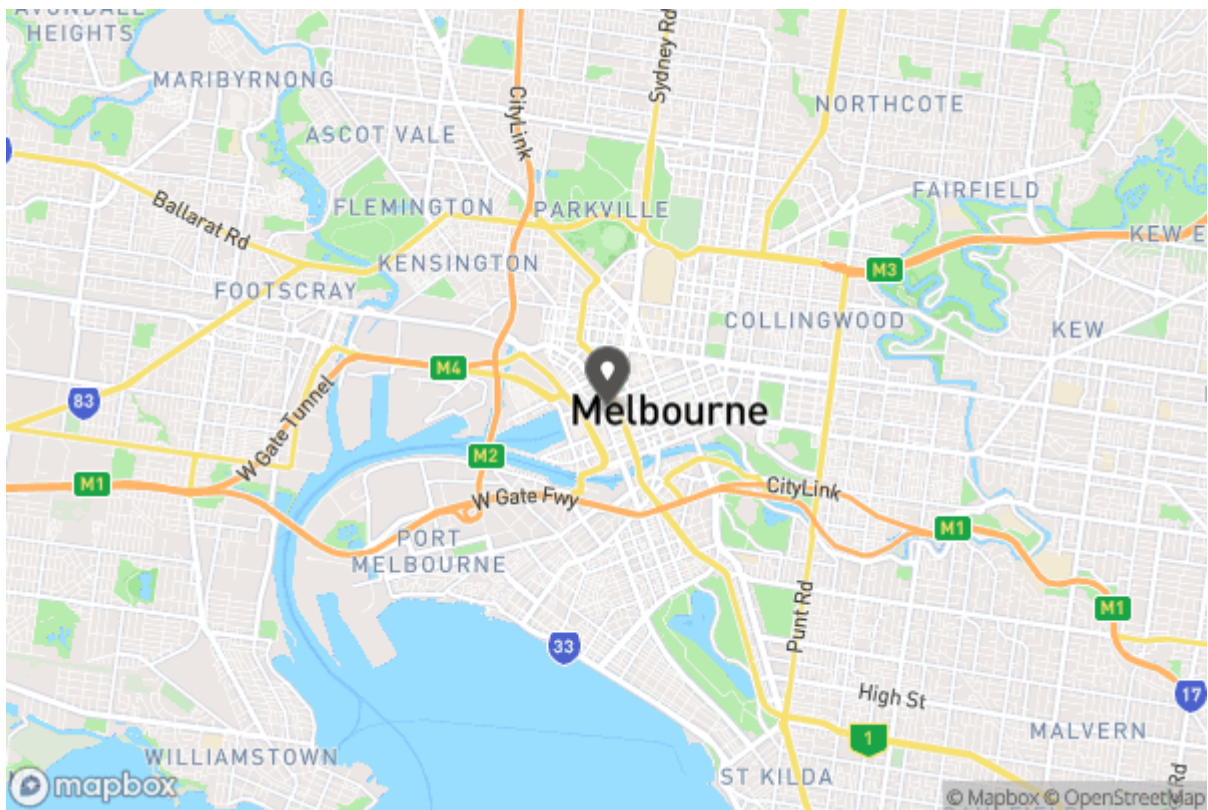 AVONDALE
HEIGHTS
MARIBYRNONG
ASCOT VALE
CityLink
Sydney Rd
NORTHCOTE
FLEMINGTON
PARKVILLE
FAIRFIELD
Ballarat Rd
KENSINGTON
KEW E
M3
FOOTSCRAY
COLLINGWOOD
KEW
M4
83
Melbourne
W Gate Tunnel
M2
M1
W Gate Fwy
CityLink
M1
PORT
MELBOURNE
Punt Rd
M1
33
High St
17
MALVERN
1
WILLIAMSTOWN
ST KILDA
Rd
mapbox
© Mapbox © OpenStreetMap